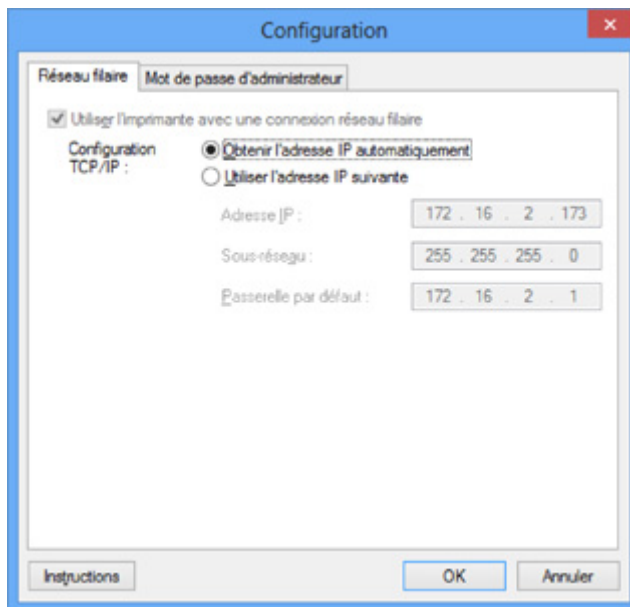 Configuration
Réseau filaire
Mot de passe d'administrateur
Utiliser l'imprimante avec une connexion réseau filaire
Configuration TCP/IP :
Obtenir l'adresse IP automatiquement
Utiliser l'adresse IP suivante
Adresse IP :
172 . 16 . 2 . 173
Sous-réseau :
255 . 255 . 255 . 0
Passerelle par défaut :
172 . 16 . 2 . 1
Instructions
OK
Annuler